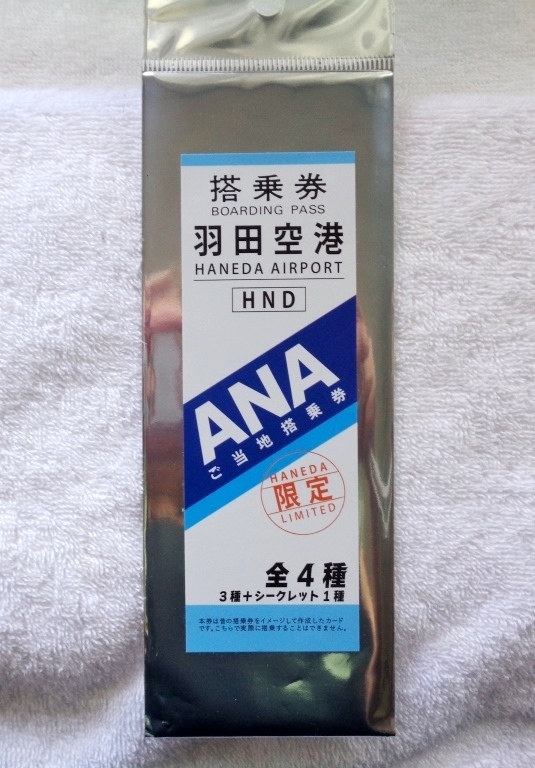 搭乗券
BOARDING PASS
羽田空港
HANEDA AIRPORT
HND
ANA
ご当地搭乗券
HANEDA
限定
LIMITED
全4種
3種+シークレット1種
本券は昔の搭乗券をイメージして作成したカード
です。こちらで実際に搭乗することはできません。